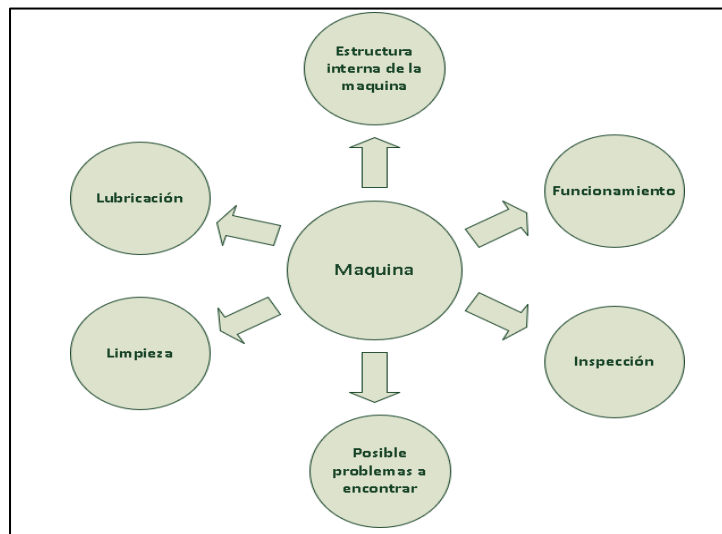 Estructura
interna de la
maquina
Lubricación
Funcionamiento
Maquina
Limpieza
Inspección
Posible
problemas a
encontrar